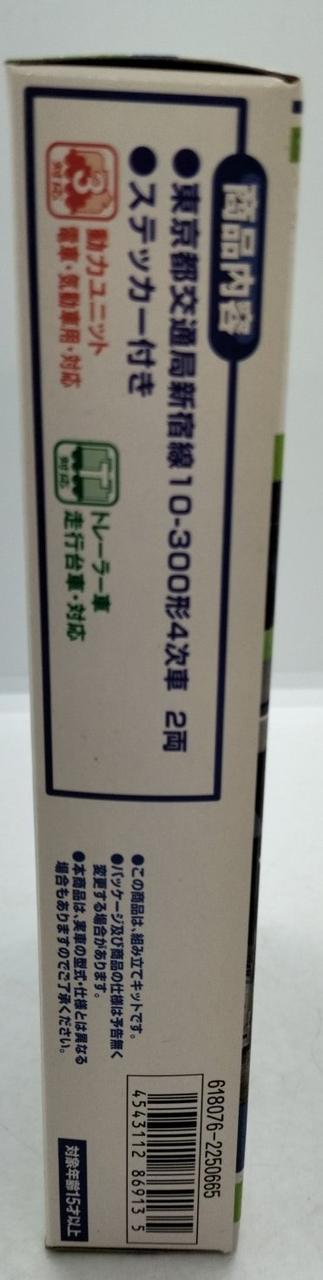 商品内容
●東京都交通局新宿線10-300形4次車 2両
●ステッカー付き
3
対応
動力ユニット
電車・気動車用・対応
T
対応
トレーラー車
走行台車・対応
●この商品は、組み立てキットです。
●パッケージ及び商品の仕様は予告無く
変更する場合があります。
●本商品は、実車の型式・仕様とは異なる
場合もありますのでご了承ください。
618076-2250665
4543112 86913 5
対象年齢15才以上